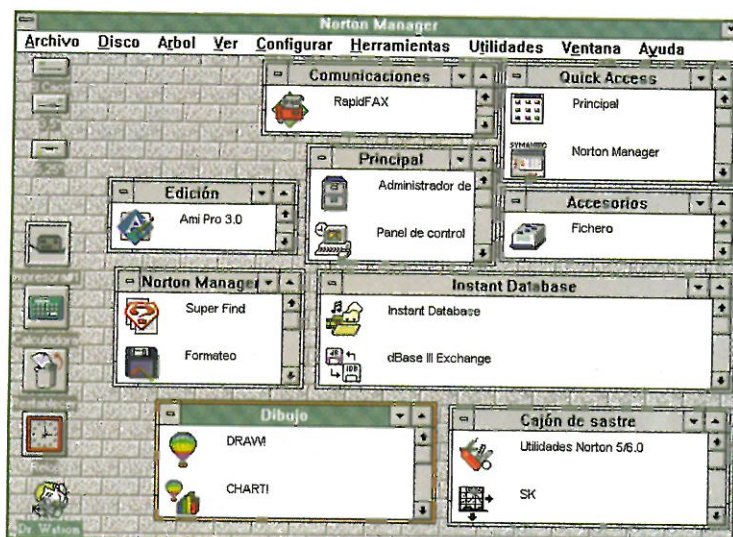 Norton Manager
Archivo Disco Arbol Ver Configurar Herramientas Utilidades Ventana Ayuda
Comunicaciones
RapidFAX
Quick Access
Principal
SYMANTEC
Norton Manager
Principal
Administrador de
Panel de control
Edición
Ami Pro 3.0
Accesorios
Fichero
Norton Manager
Super Find
Formateo
Instant Database
Instant Database
dBase III Exchange
Dibujo
DRAW!
CHART!
Cajón de sastre
Utilidades Norton 5/6.0
SK
Calculadora
Reloj
Dr. Watson